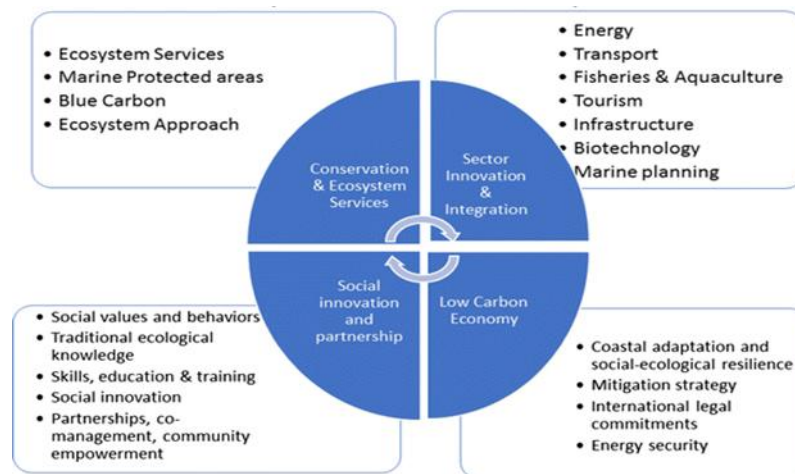 • Ecosystem Services
• Marine Protected areas
• Blue Carbon
• Ecosystem Approach
• Energy
• Transport
• Fisheries & Aquaculture
• Tourism
• Infrastructure
• Biotechnology
Marine planning
Conservation
& Ecosystem
Services
Sector
Innovation
&
Integration
Social
innovation
and
partnership
Low Carbon
Economy
• Social values and behaviors
• Traditional ecological
knowledge
• Skills, education & training
• Social innovation
• Partnerships, co-
management, community
empowerment
• Coastal adaptation and
social-ecological resilience
• Mitigation strategy
• International legal
commitments
• Energy security